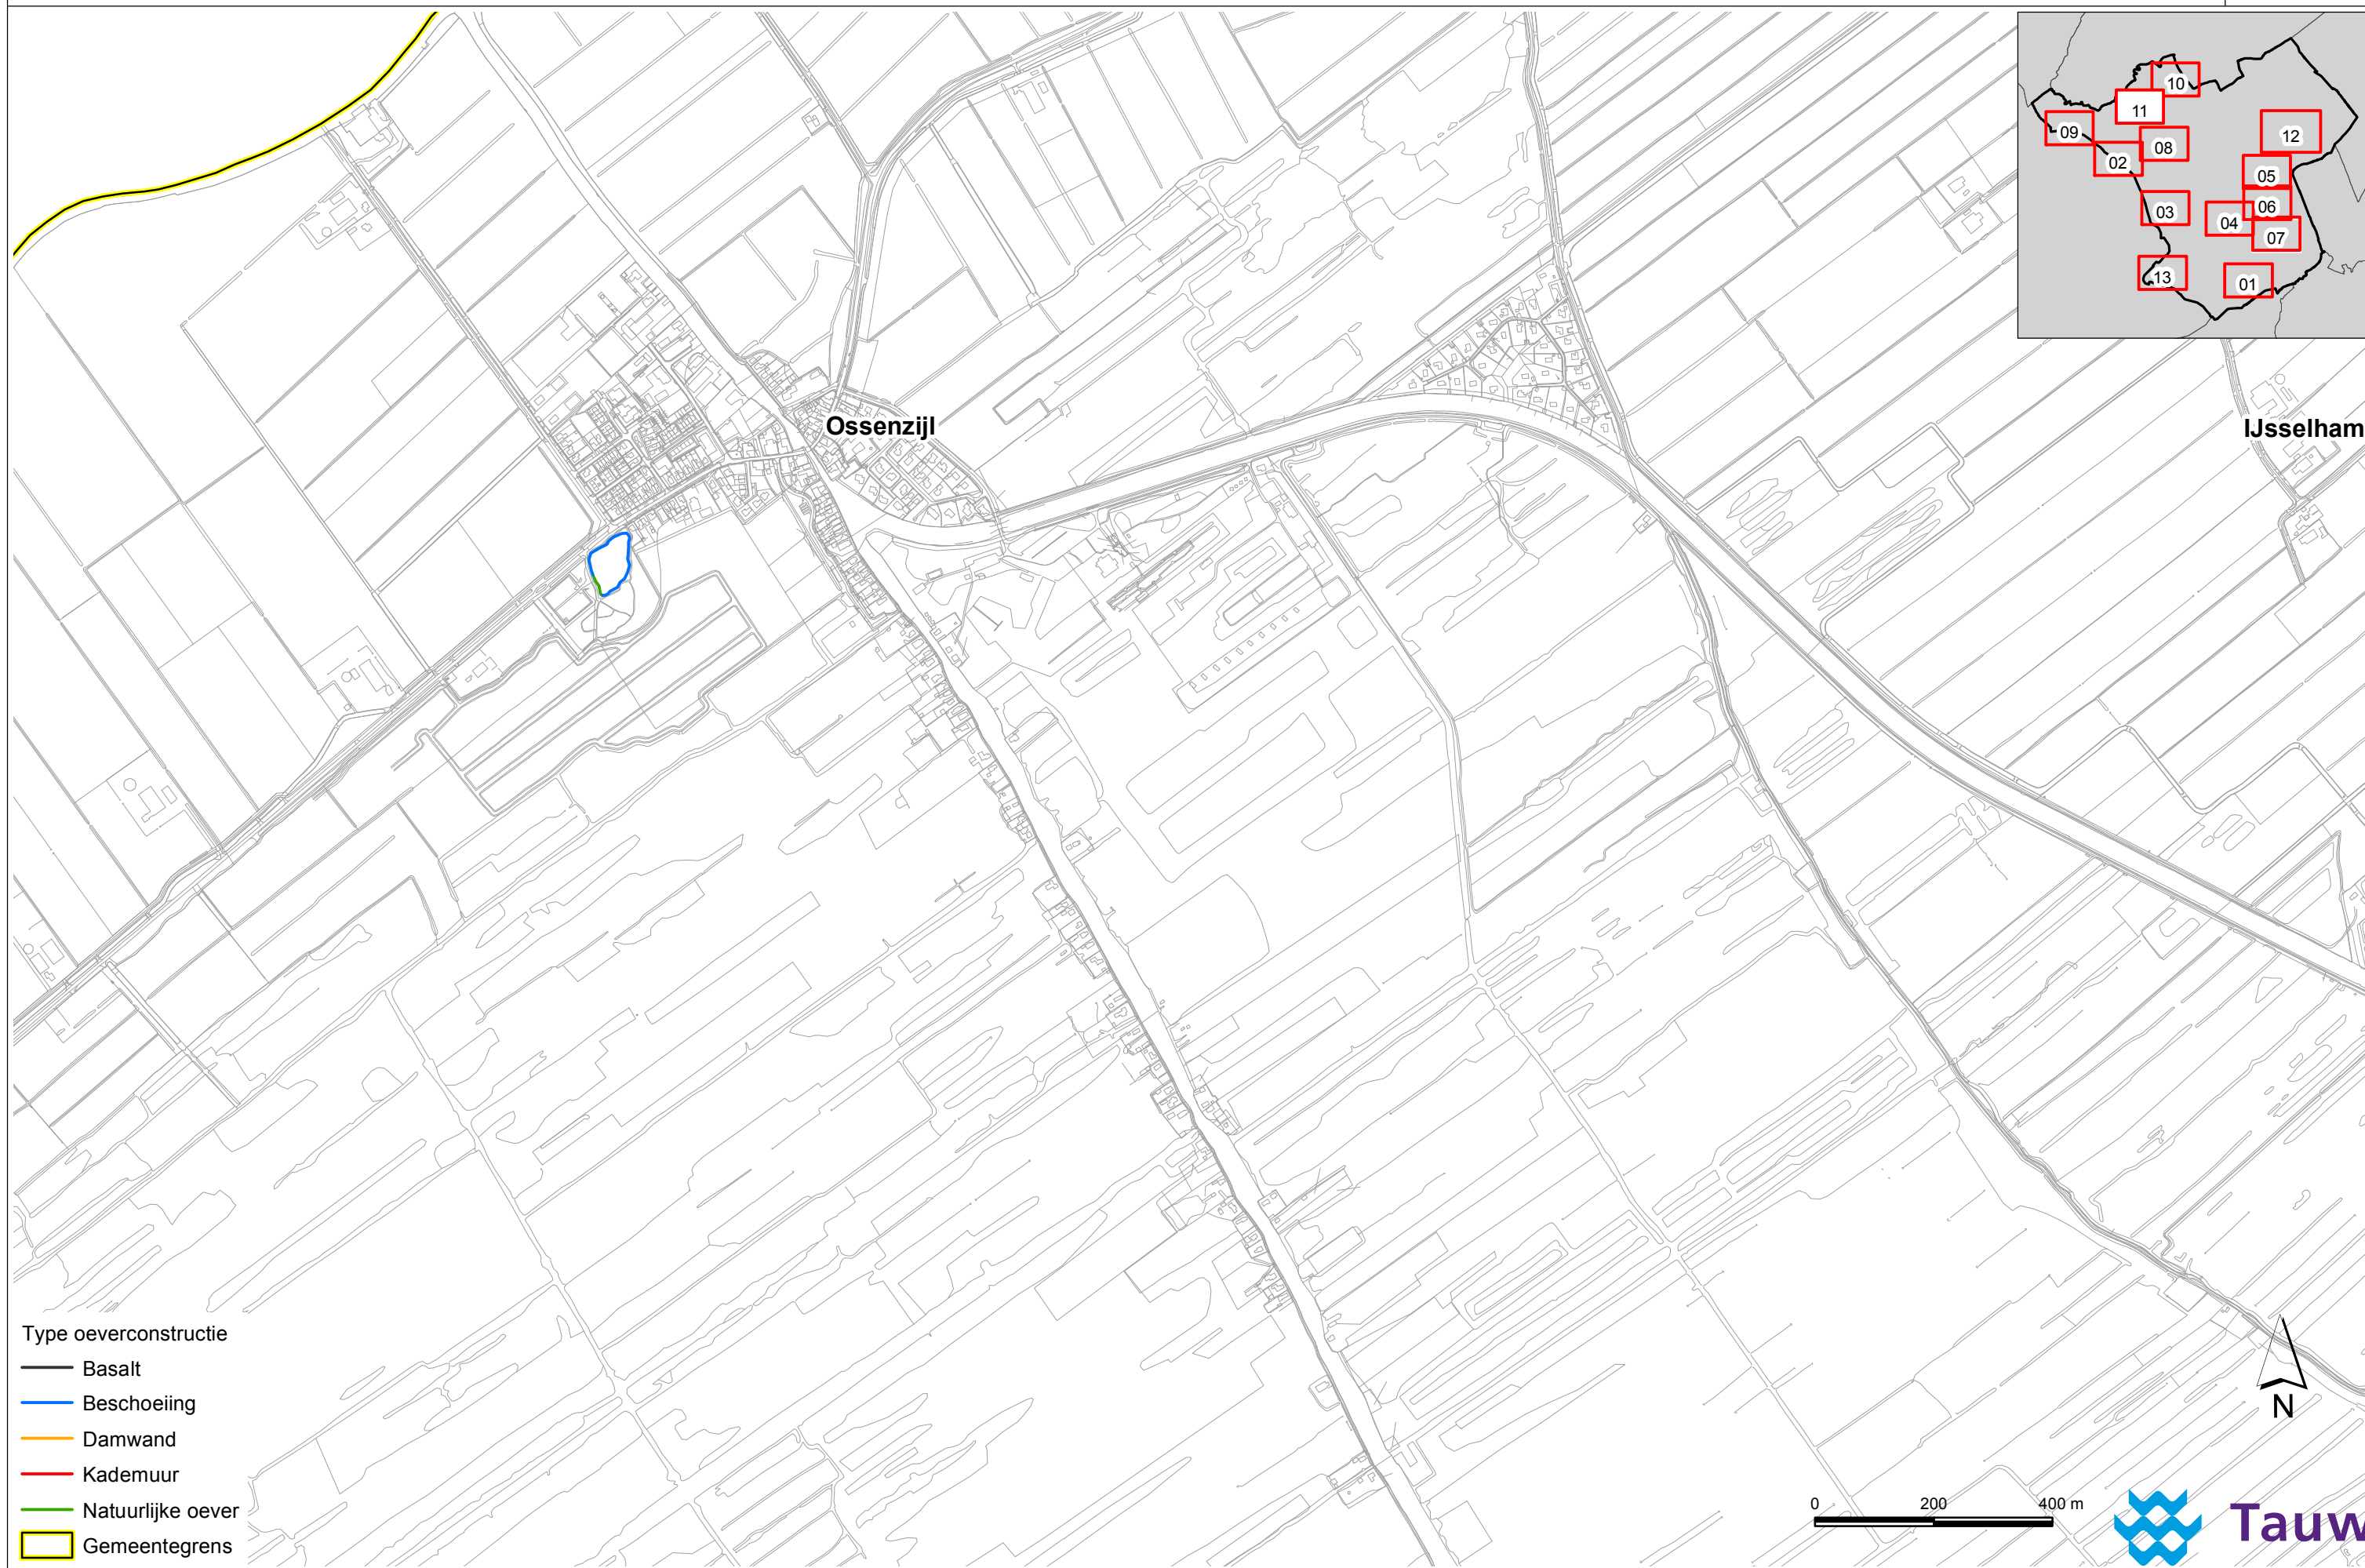 10
11
09
12
08
02
05
03
06
04
07
13
01
Ossenzijl
IJsselham
Type oeverconstructie
Basalt
Beschoeiing
Damwand
Kademuur
Natuurlijke oever
Gemeentegrens
N
0 200 400 m
Tauw